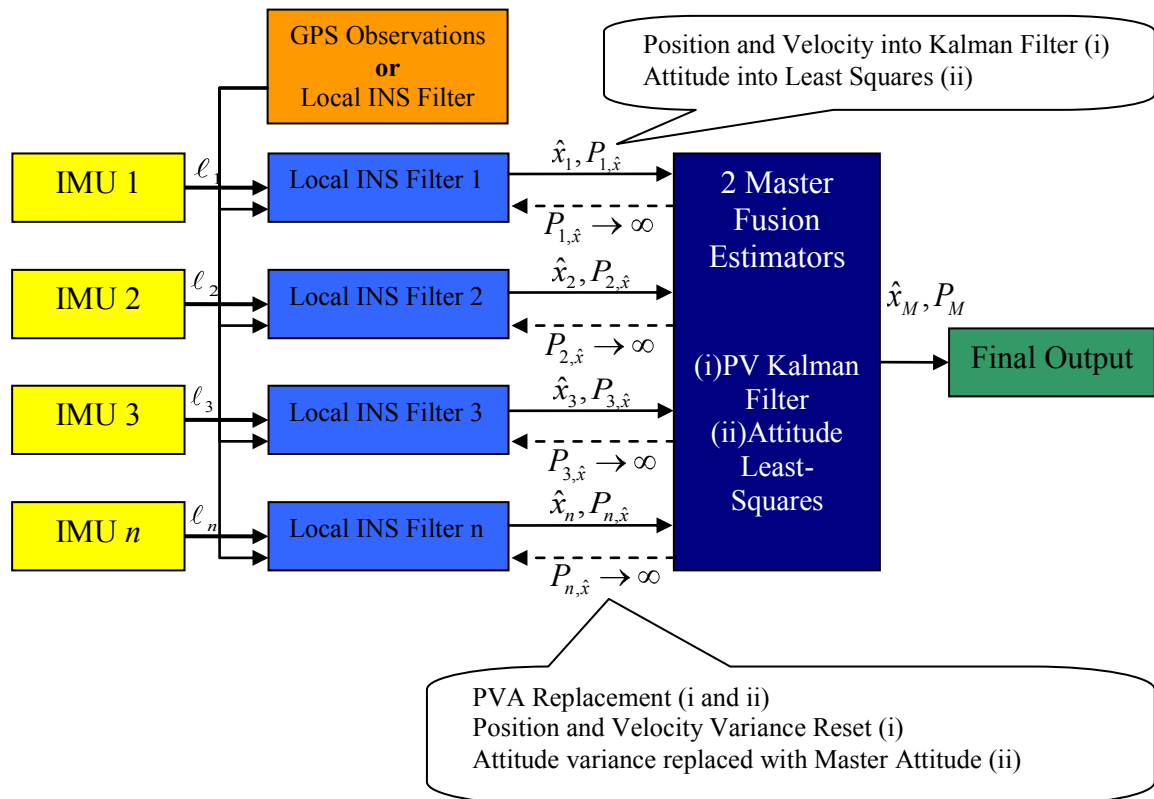 GPS Observations
or
Local INS Filter
Position and Velocity into Kalman Filter (i)
Attitude into Least Squares (ii)
IMU 1
ℓ₁
Local INS Filter 1
x̂₁, P₁,x̂
P₁,x̂ → ∞
IMU 2
ℓ₂
Local INS Filter 2
x̂₂, P₂,x̂
P₂,x̂ → ∞
IMU 3
ℓ₃
Local INS Filter 3
x̂₃, P₃,x̂
P₃,x̂ → ∞
IMU n
ℓₙ
Local INS Filter n
x̂ₙ, Pₙ,x̂
Pₙ,x̂ → ∞
2 Master
Fusion
Estimators
(i)PV Kalman
Filter
(ii)Attitude
Least-
Squares
x̂_M, P_M
Final Output
PVA Replacement (i and ii)
Position and Velocity Variance Reset (i)
Attitude variance replaced with Master Attitude (ii)